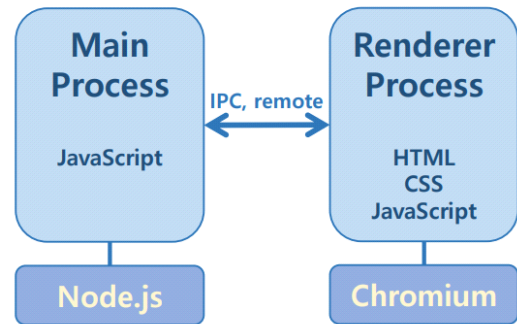 Main
Process
JavaScript
IPC, remote
Renderer
Process
HTML
CSS
JavaScript
Node.js
Chromium